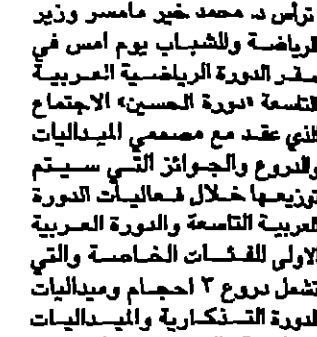 ترأس د. محمد خير مامسر وزير
الرياضة وللشباب يوم امس في
مقر الدورة الرياضية العربية
التاسعة «دورة الحسين» الاجتماع
الذي عقد مع مصممي الميداليات
والدروع والجوائز التي سيتم
توزيعها خلال فعاليات الدورة
العربية التاسعة والدورة العربية
الاولى للفئات الخاصة والتي
تشمل دروع ٣ احجام وميداليات
الدورة التذكارية والميداليات